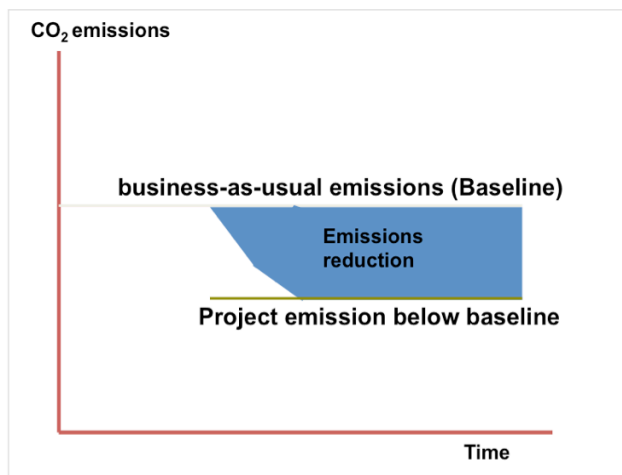 CO₂ emissions
business-as-usual emissions (Baseline)
Emissions
reduction
Project emission below baseline
Time